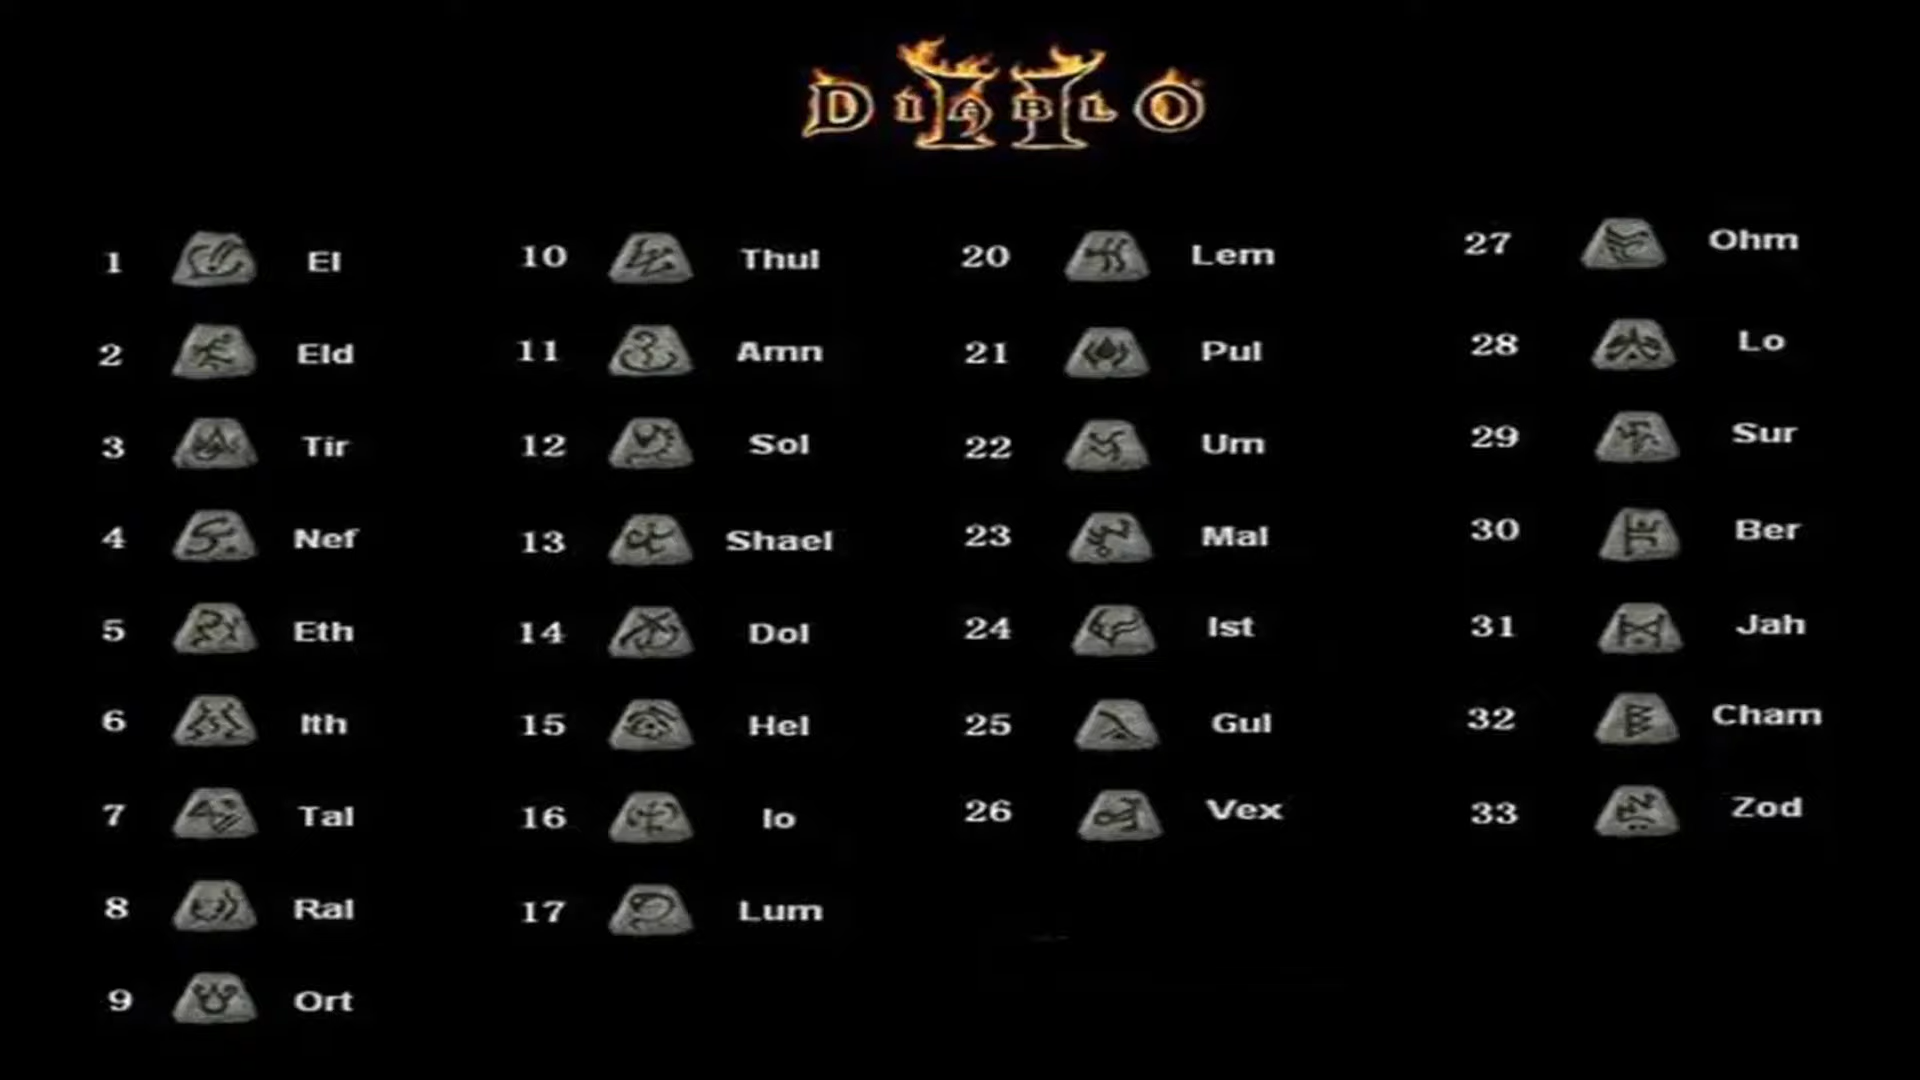 DIABLO II
1 El
2 Eld
3 Tir
4 Nef
5 Eth
6 Ith
7 Tal
8 Ral
9 Ort
10 Thul
11 Amn
12 Sol
13 Shael
14 Dol
15 Hel
16 Io
17 Lum
20 Lem
21 Pul
22 Um
23 Mal
24 Ist
25 Gul
26 Vex
27 Ohm
28 Lo
29 Sur
30 Ber
31 Jah
32 Cham
33 Zod